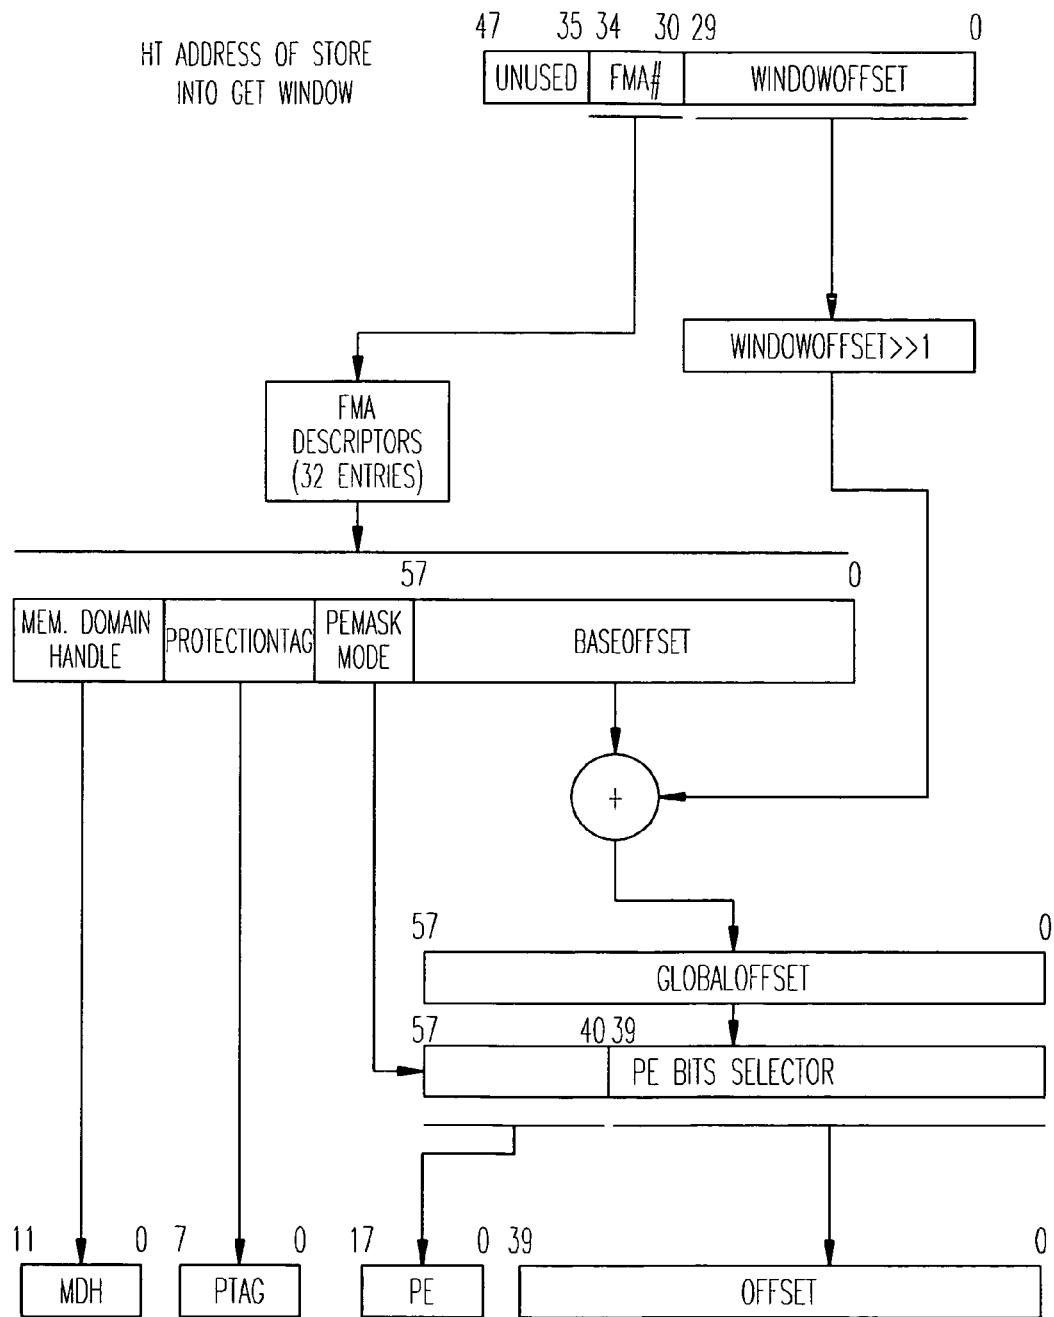 47 35 34 30 29 0
HT ADDRESS OF STORE
INTO GET WINDOW
UNUSED FMA# WINDOWOFFSET
WINDOWOFFSET>>1
FMA
DESCRIPTORS
(32 ENTRIES)
57 0
MEM. DOMAIN
HANDLE
PROTECTIONTAG
PEMASK
MODE
BASEOFFSET
+
57 0
GLOBALOFFSET
57 40 39
PE BITS SELECTOR
11 0 7 0 17 0 39 0
MDH PTAG PE OFFSET